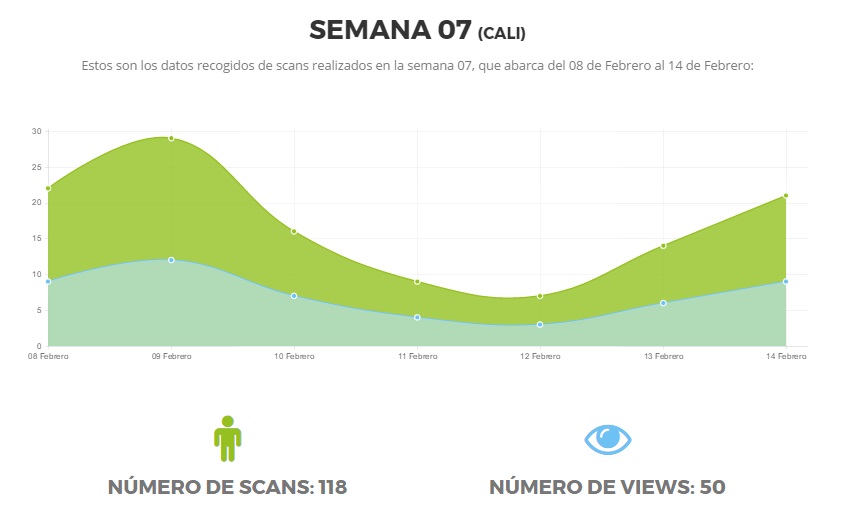 SEMANA 07 (CALI)
Estos son los datos recogidos de scans realizados en la semana 07, que abarca del 08 de Febrero al 14 de Febrero:
30
25
20
15
10
5
0
08 Febrero 09 Febrero 10 Febrero 11 Febrero 12 Febrero 13 Febrero 14 Febrero
NÚMERO DE SCANS: 118 NÚMERO DE VIEWS: 50